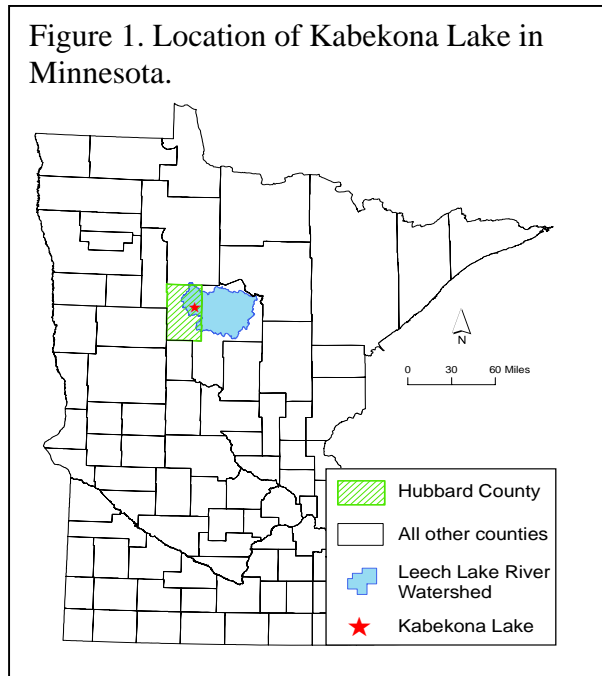 Figure 1. Location of Kabekona Lake in
Minnesota.
N
0 30 60 Miles
Hubbard County
All other counties
Leech Lake River
Watershed
Kabekona Lake